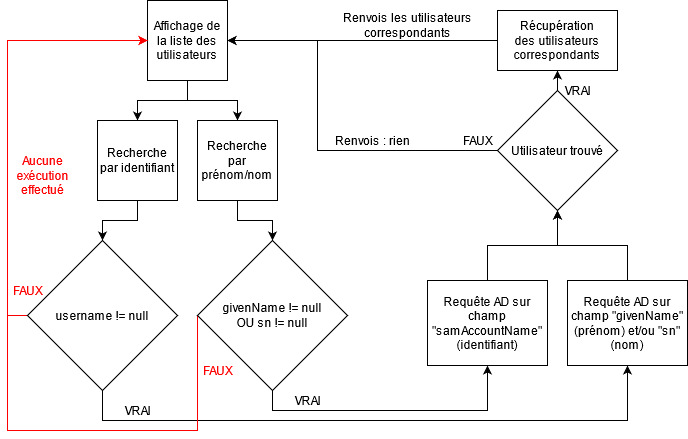 Affichage de
la liste des
utilisateurs
Renvois les utilisateurs
correspondants
Récupération
des utilisateurs
correspondants
VRAI
Recherche
par identifiant
Recherche
par
prénom/nom
Renvois : rien
FAUX
Utilisateur trouvé
Aucune
exécution
effectué
FAUX
username != null
givenName != null
OU sn != null
FAUX
Requête AD sur
champ
"samAccountName"
(identifiant)
Requête AD sur
champ "givenName"
(prénom) et/ou "sn"
(nom)
VRAI
VRAI